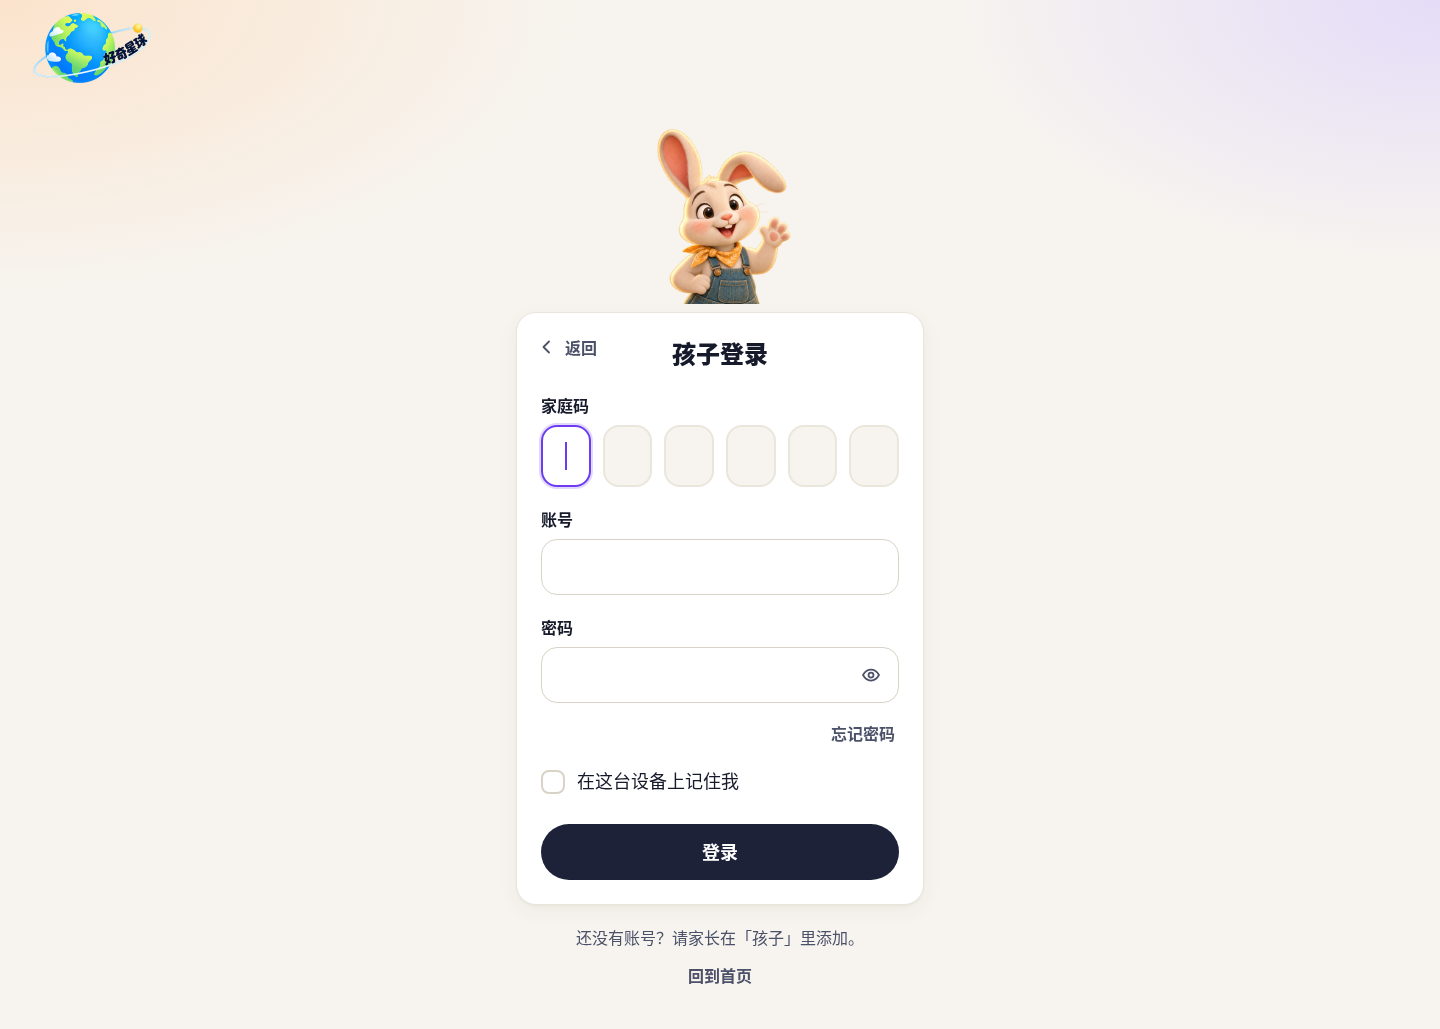 好奇星球
返回
孩子登录
家庭码
账号
密码
忘记密码
在这台设备上记住我
登录
还没有账号？请家长在「孩子」里添加。
回到首页